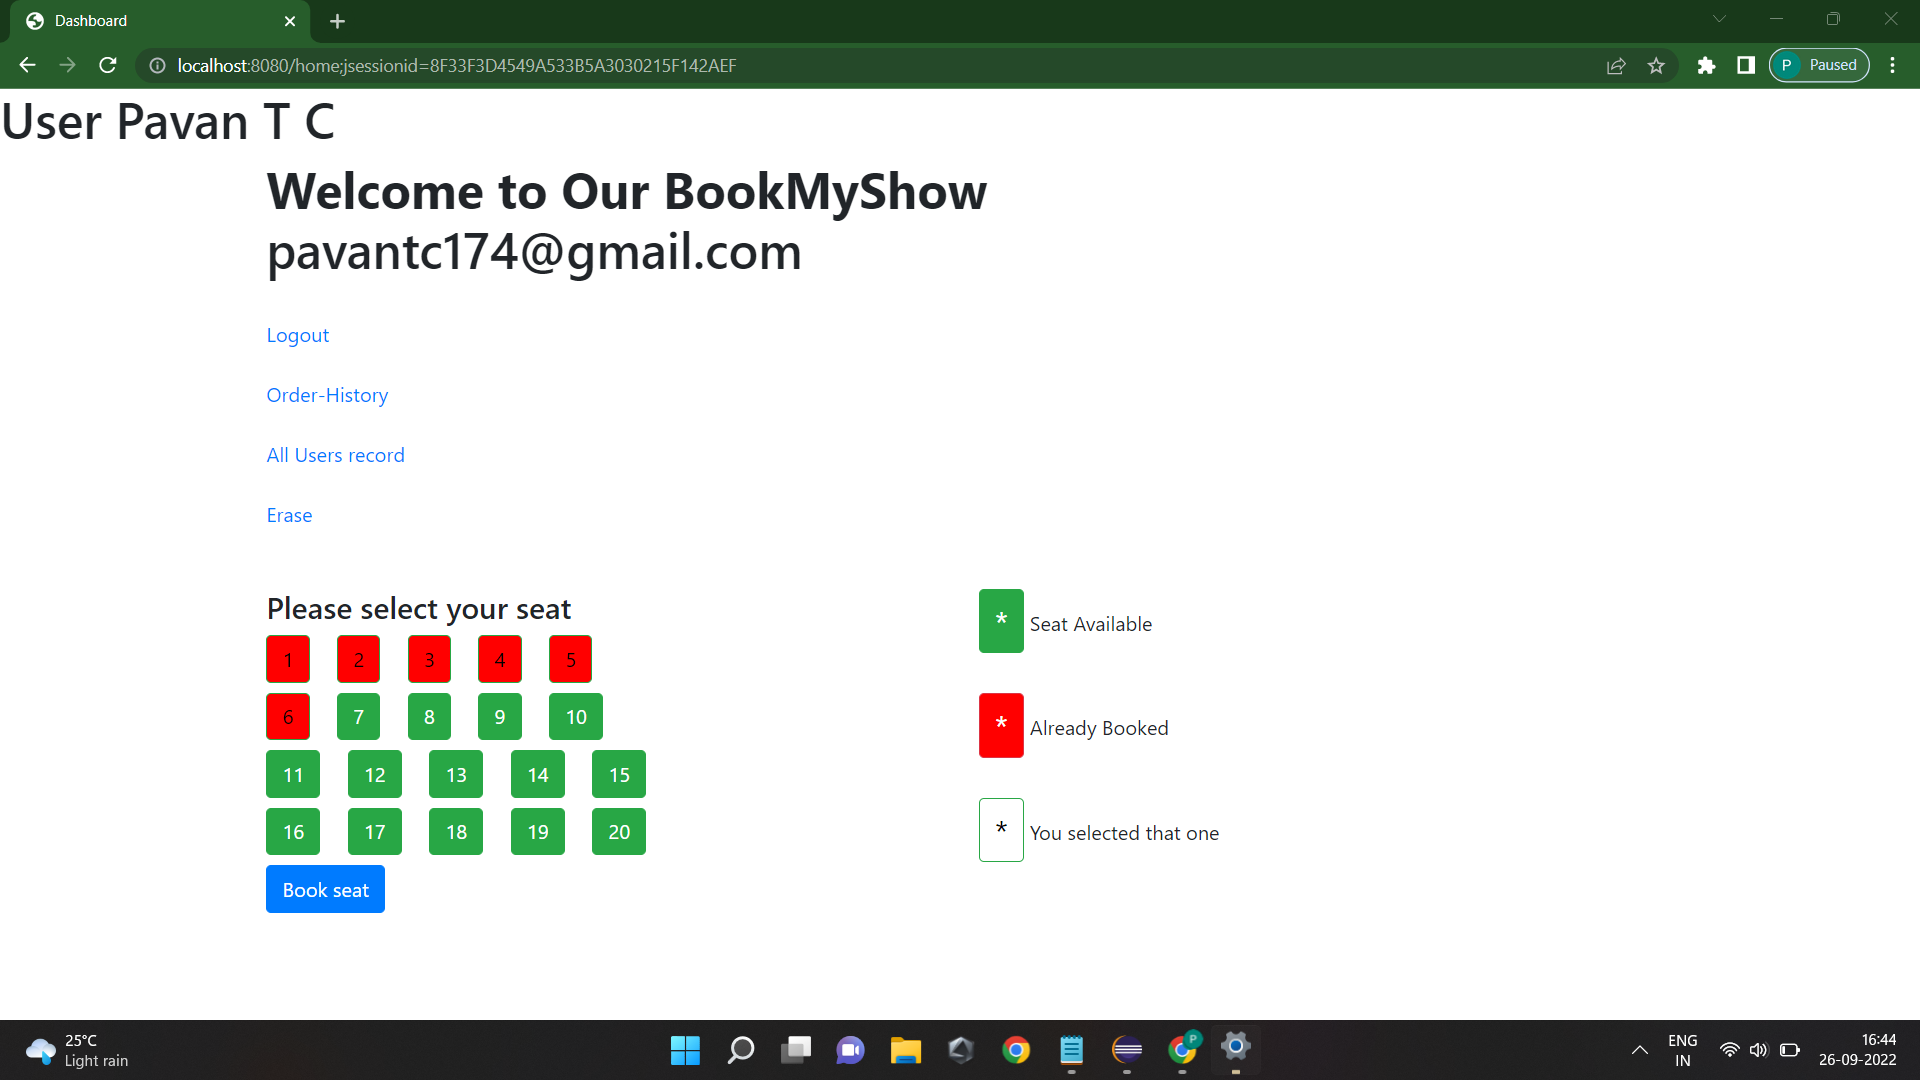 Dashboard
localhost:8080/home;jsessionid=8F33F3D4549A533B5A3030215F142AEF
P Paused
User Pavan T C
Welcome to Our BookMyShow
pavantc174@gmail.com
Logout
Order-History
All Users record
Erase
Please select your seat
1 2 3 4 5
6 7 8 9 10
11 12 13 14 15
16 17 18 19 20
Book seat
* Seat Available
* Already Booked
* You selected that one
25°C
Light rain
P
ENG
IN
16:44
26-09-2022